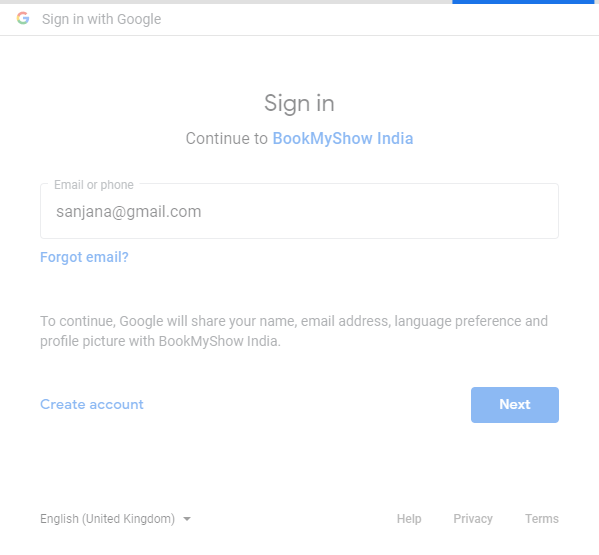 Sign in with Google
Sign in
Continue to BookMyShow India
Email or phone
sanjana@gmail.com
Forgot email?
To continue, Google will share your name, email address, language preference and
profile picture with BookMyShow India.
Create account
Next
English (United Kingdom)
Help Privacy Terms